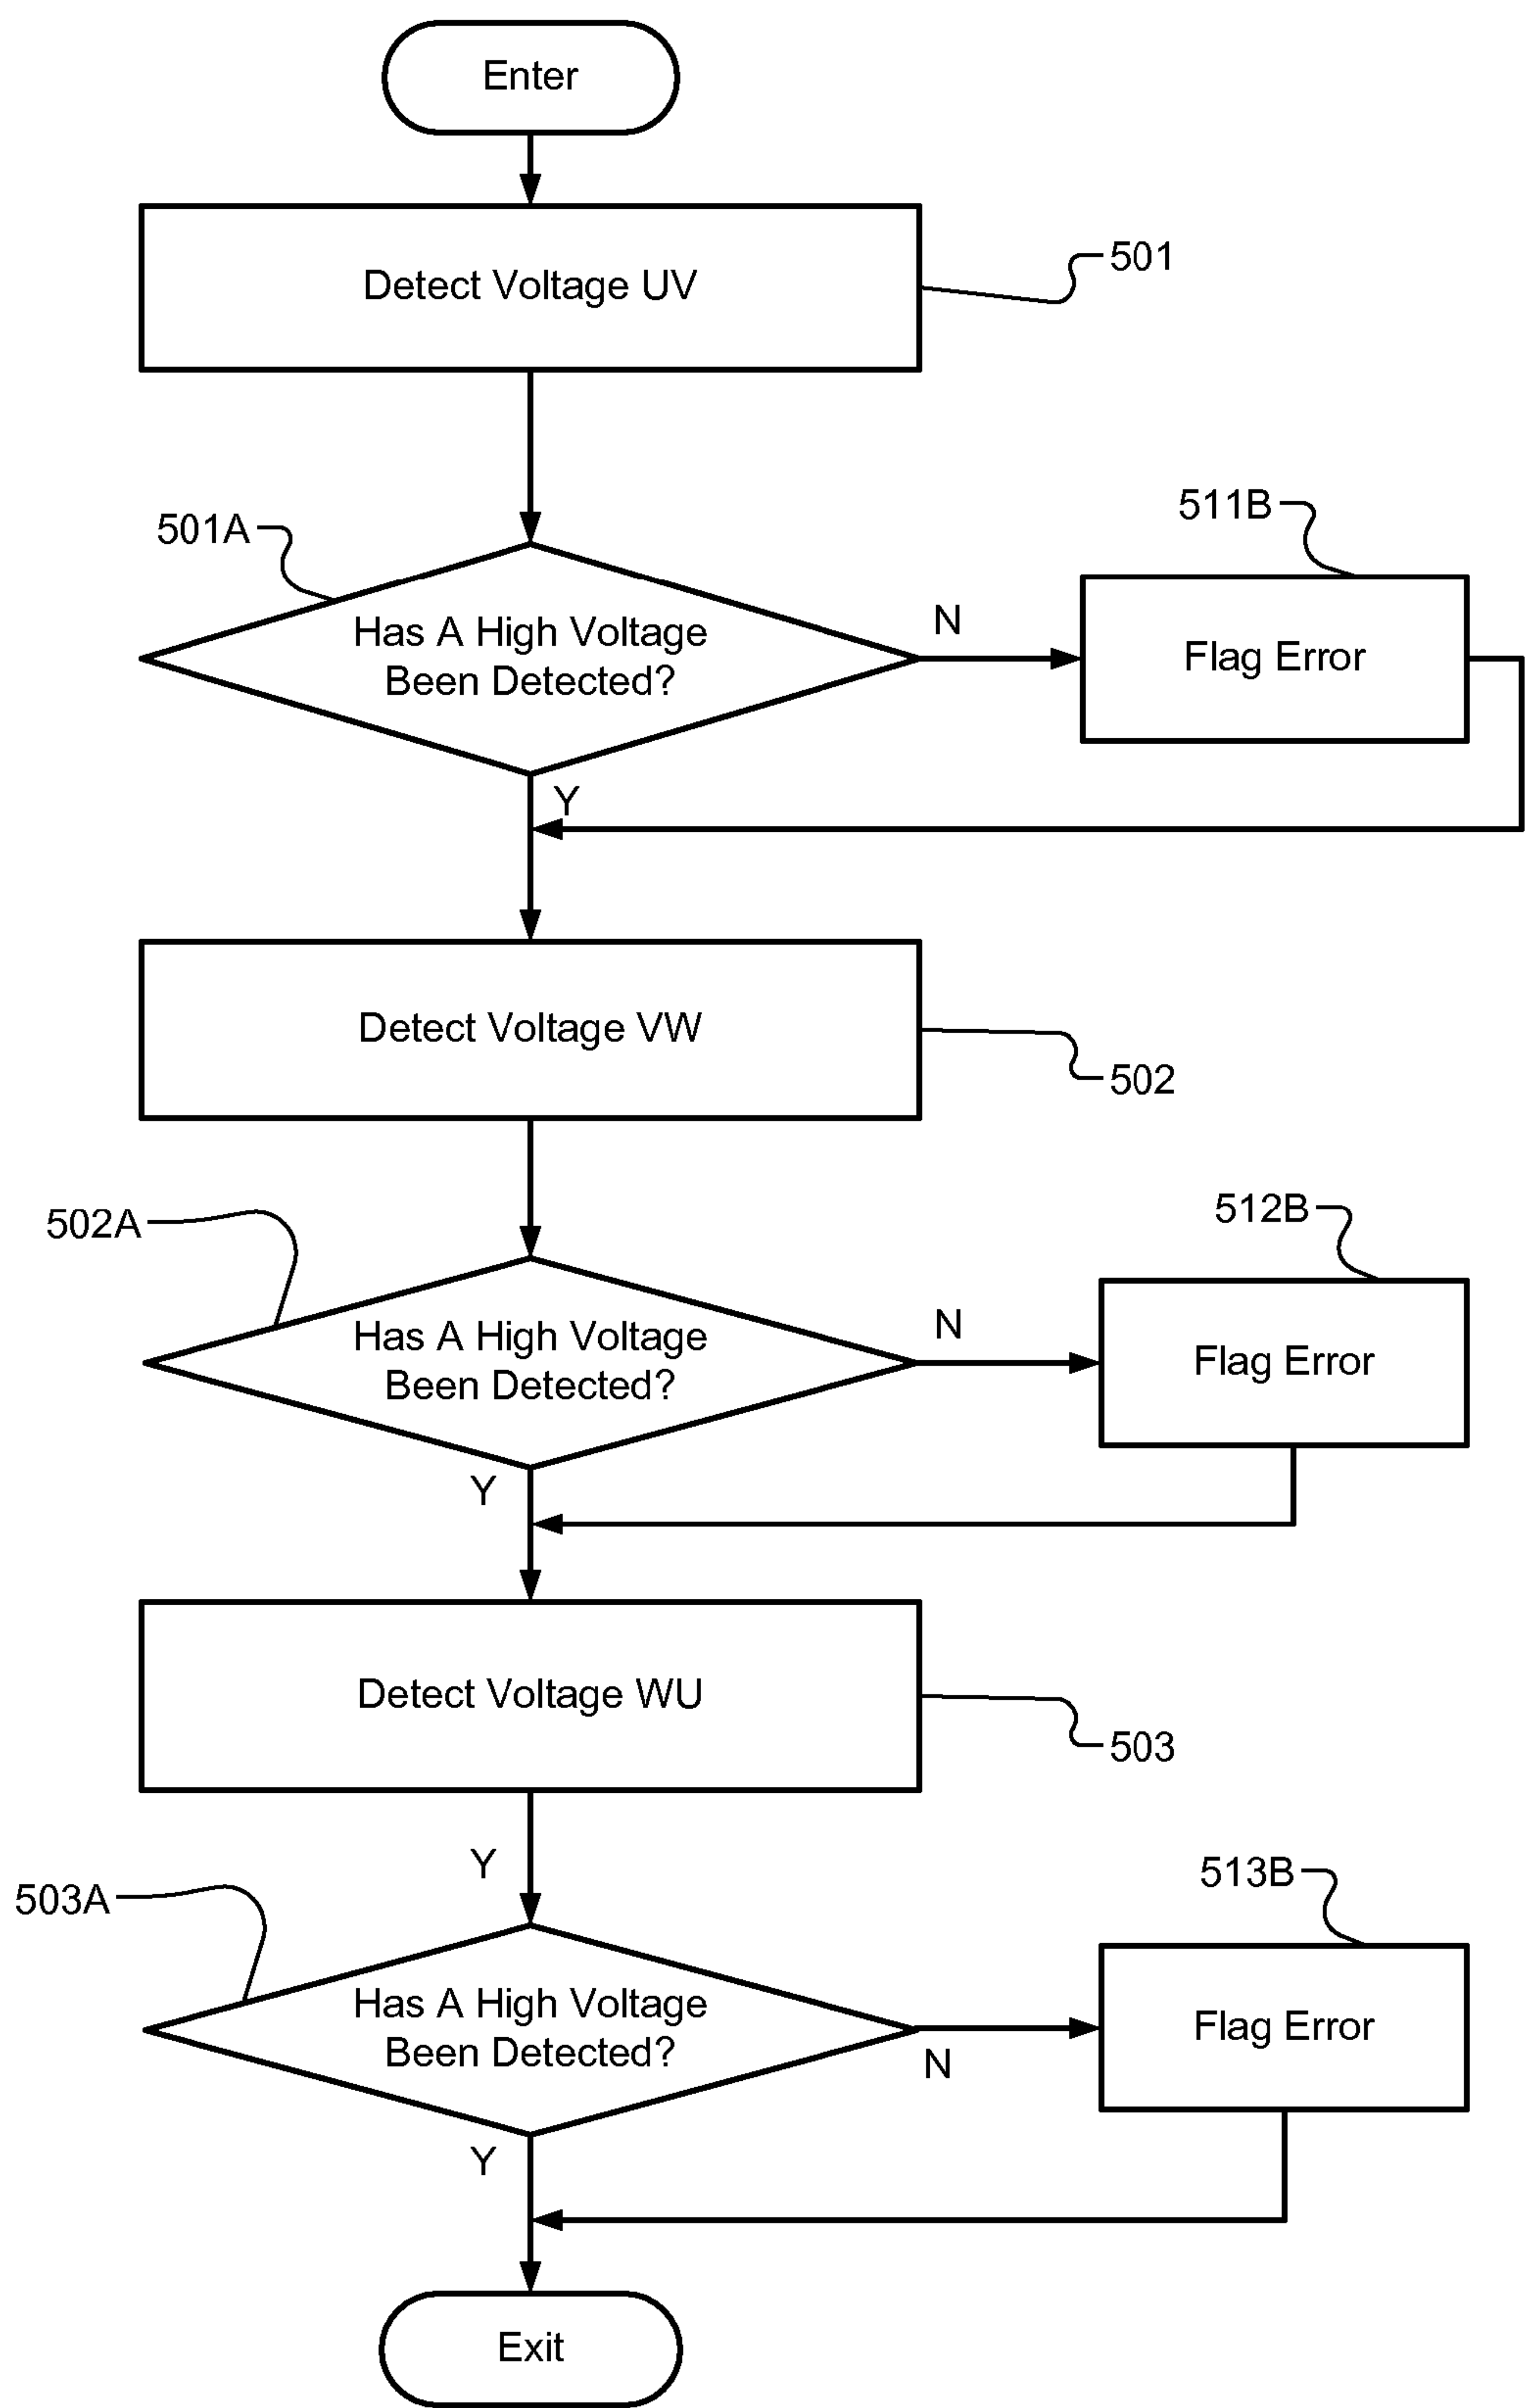 Enter
Detect Voltage UV
501
501A
511B
Has A High Voltage
Been Detected?
N
Flag Error
Y
Detect Voltage VW
502
502A
512B
Has A High Voltage
Been Detected?
N
Flag Error
Y
Detect Voltage WU
503
Y
503A
513B
Has A High Voltage
Been Detected?
N
Flag Error
Y
Exit